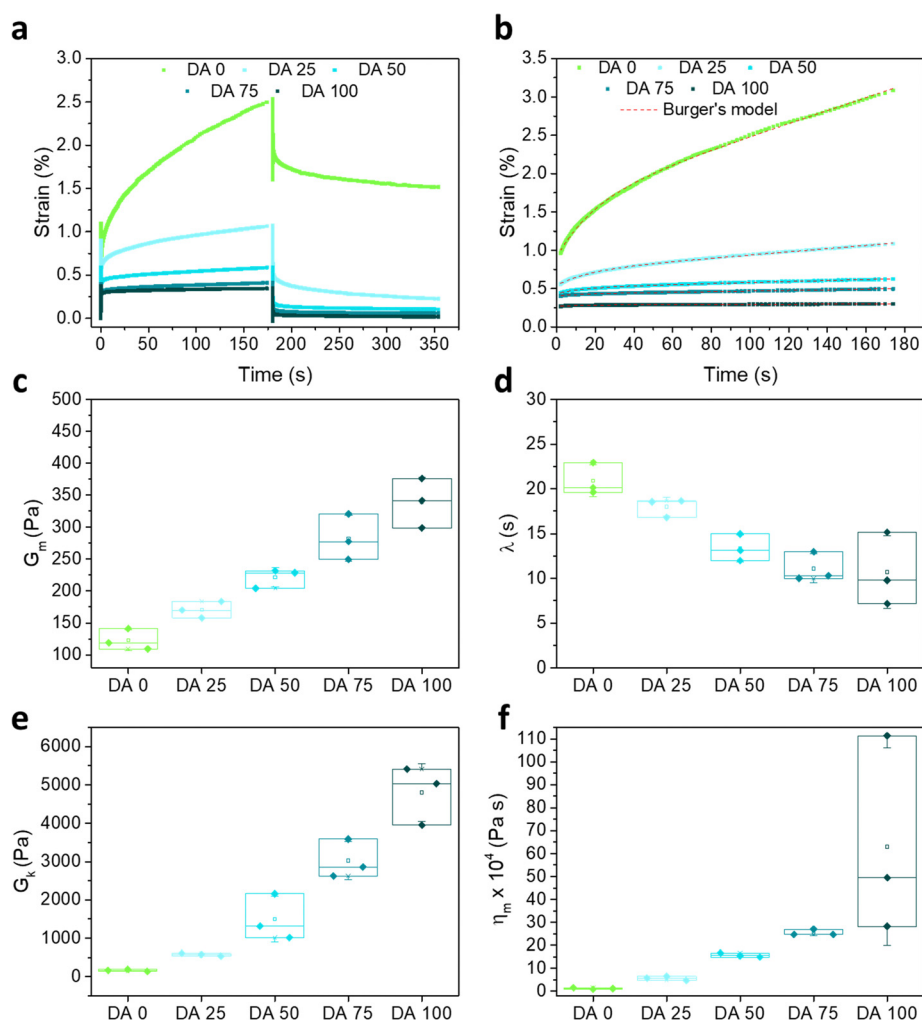 a
3.0
DA 0 DA 25 DA 50
DA 75 DA 100
2.5
2.0
1.5
1.0
0.5
0.0
Strain (%)
0 50 100 150 200 250 300 350
Time (s)
b
3.5
DA 0 DA 25 DA 50
DA 75 DA 100
Burger's model
3.0
2.5
2.0
1.5
1.0
0.5
0.0
Strain (%)
0 20 40 60 80 100 120 140 160 180
Time (s)
c
500
450
400
350
300
250
200
150
100
Gm (Pa)
DA 0 DA 25 DA 50 DA 75 DA 100
d
30
25
20
15
10
5
0
λ (s)
DA 0 DA 25 DA 50 DA 75 DA 100
e
6000
5000
4000
3000
2000
1000
0
Gk (Pa)
DA 0 DA 25 DA 50 DA 75 DA 100
f
110
100
90
80
70
60
50
40
30
20
10
0
ηm x 10⁴ (Pa s)
DA 0 DA 25 DA 50 DA 75 DA 100